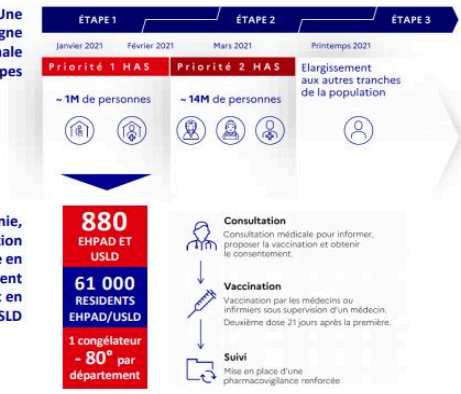 Une
igne
nale
pes
ÉTAPE 1
ÉTAPE 2
ÉTAPE 3
Janvier 2021
Février 2021
Mars 2021
Printemps 2021
Priorité 1 HAS
Priorité 2 HAS
Elargissement
aux autres tranches
de la population
~ 1M de personnes
~ 14M de personnes
nie,
tion
e en
ent
t en
SLD
880
EHPAD ET
USLD
61 000
RESIDENTS
EHPAD/USLD
1 congélateur
- 80° par
département
Consultation
Consultation médicale pour informer,
proposer la vaccination et obtenir
le consentement.
Vaccination
Vaccination par les médecins ou
infirmiers sous supervision d'un médecin.
Deuxième dose 21 jours après la première.
Suivi
Mise en place d'une
pharmacovigilance renforcée